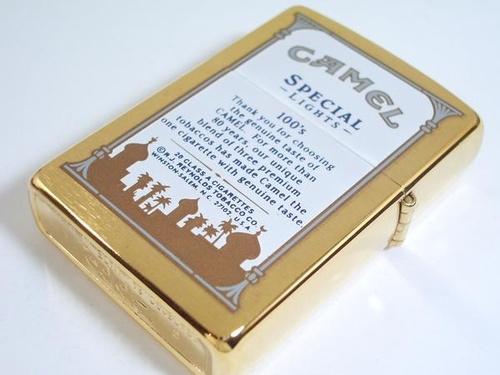 CAMEL
SPECIAL
-LIGHTS-
100's
Thank you for choosing
the genuine taste of
CAMEL. For more than
80 years, our unique
blend of three premium
tobaccos has made Camel the
one cigarette with genuine taste.
20 CLASS A CIGARETTES
© R.J. REYNOLDS TOBACCO CO.
WINSTON-SALEM, N.C. 27102 U.S.A.